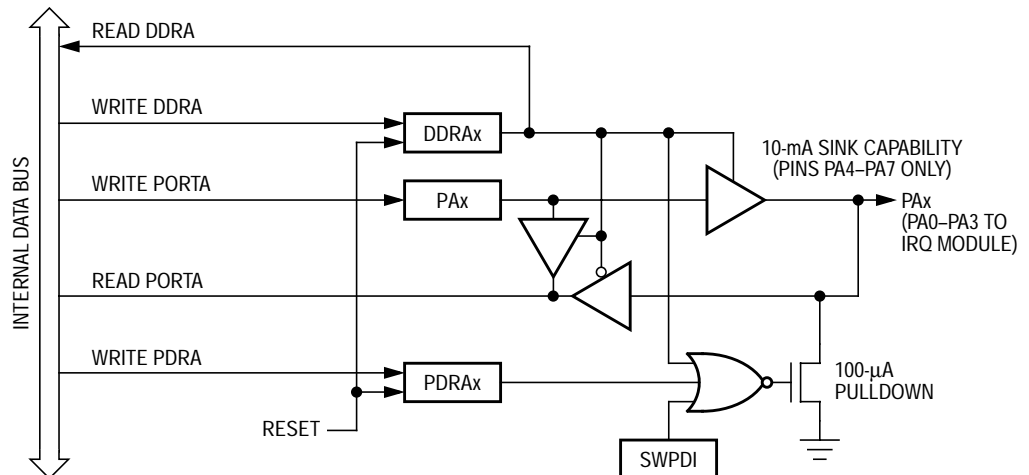 READ DDRA
WRITE DDRA
DDRAx
10-mA SINK CAPABILITY
(PINS PA4–PA7 ONLY)
WRITE PORTA
PAx
PAx
(PA0–PA3 TO
IRQ MODULE)
INTERNAL DATA BUS
READ PORTA
WRITE PDRA
PDRAx
100-µA
PULLDOWN
RESET
SWPDI